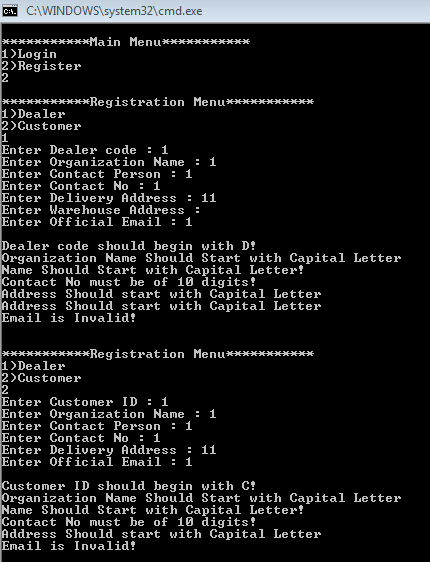 C:\WINDOWS\system32\cmd.exe
***********Main Menu***********
1)Login
2)Register
2
***********Registration Menu***********
1)Dealer
2)Customer
1
Enter Dealer code : 1
Enter Organization Name : 1
Enter Contact Person : 1
Enter Contact No : 1
Enter Delivery Address : 11
Enter Warehouse Address :
Enter Official Email : 1
Dealer code should begin with D!
Organization Name Should Start with Capital Letter
Name Should Start with Capital Letter!
Contact No must be of 10 digits!
Address Should start with Capital Letter
Address Should start with Capital Letter
Email is Invalid!
***********Registration Menu***********
1)Dealer
2)Customer
2
Enter Customer ID : 1
Enter Organization Name : 1
Enter Contact Person : 1
Enter Contact No : 1
Enter Delivery Address : 11
Enter Official Email : 1
Customer ID should begin with C!
Organization Name Should Start with Capital Letter
Name Should Start with Capital Letter!
Contact No must be of 10 digits!
Address Should start with Capital Letter
Email is Invalid!